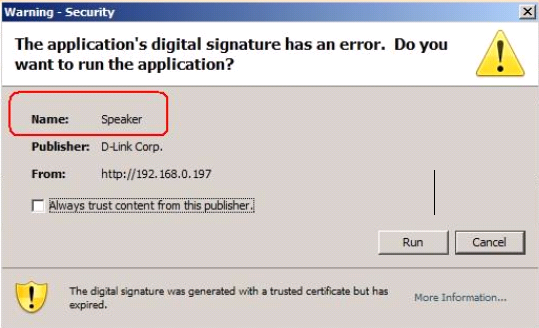 Warning - Security
The application's digital signature has an error. Do you
want to run the application?
Name: Speaker
Publisher: D-Link Corp.
From: http://192.168.0.197
Always trust content from this publisher.
Run Cancel
The digital signature was generated with a trusted certificate but has
expired.
More Information...